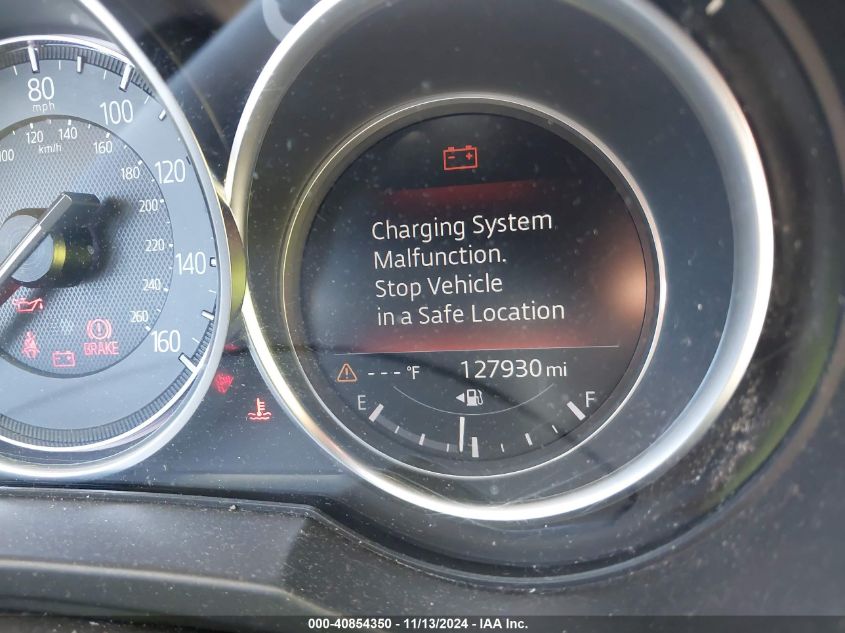 80
mph
100
120
140
160
100 120 140
km/h
160
180
200
220
240
260
BRAKE
Charging System
Malfunction.
Stop Vehicle
in a Safe Location
---°F
127930 mi
E
F
000-40854350 - 11/13/2024 - IAA Inc.